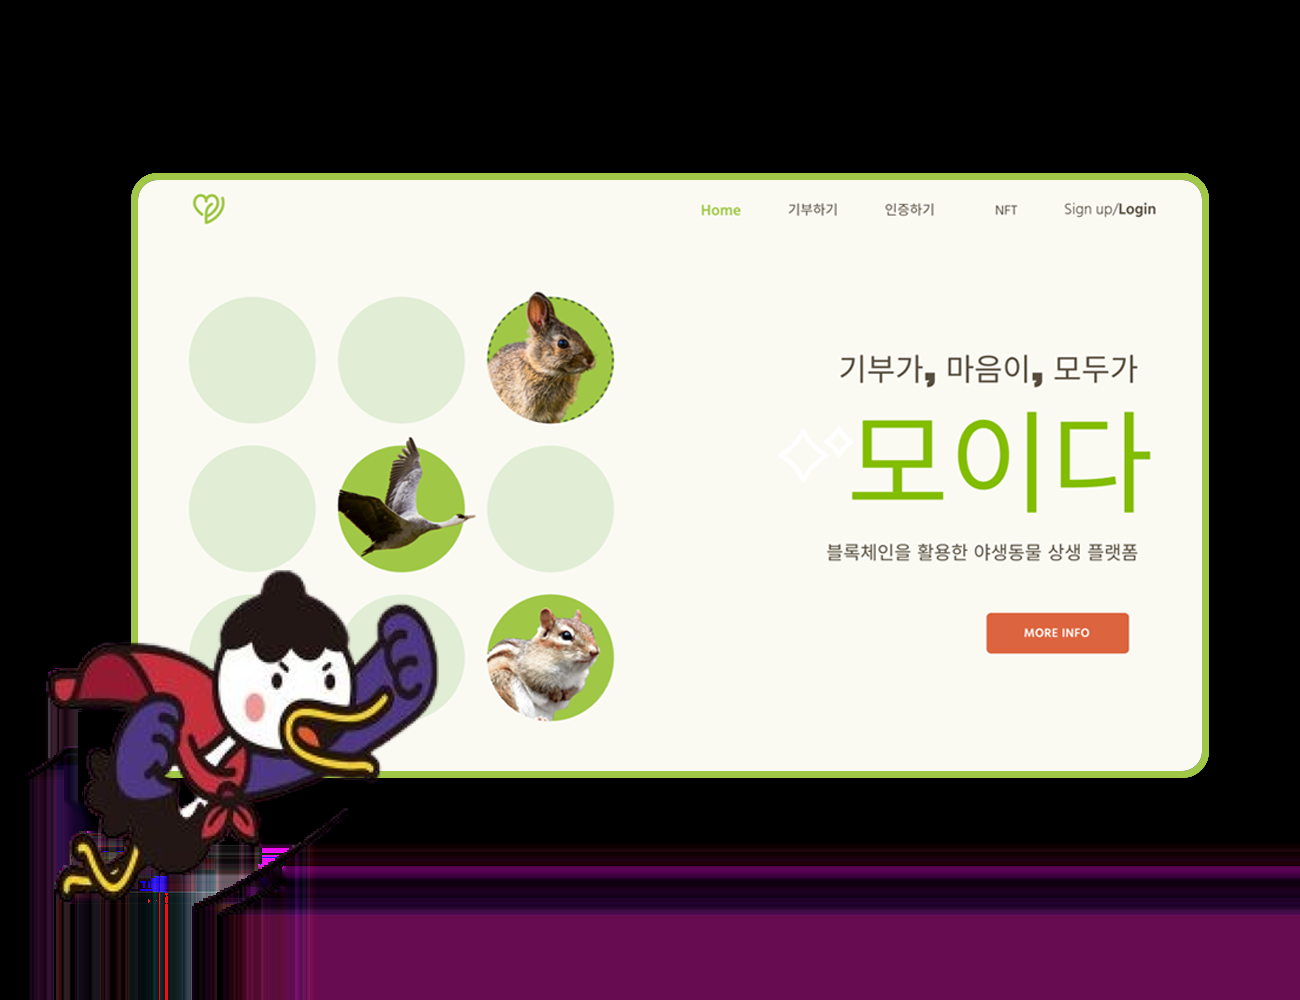 Home 기부하기 인증하기 NFT Sign up/Login
기부가, 마음이, 모두가
모이다
블록체인을 활용한 야생동물 상생 플랫폼
MORE INFO